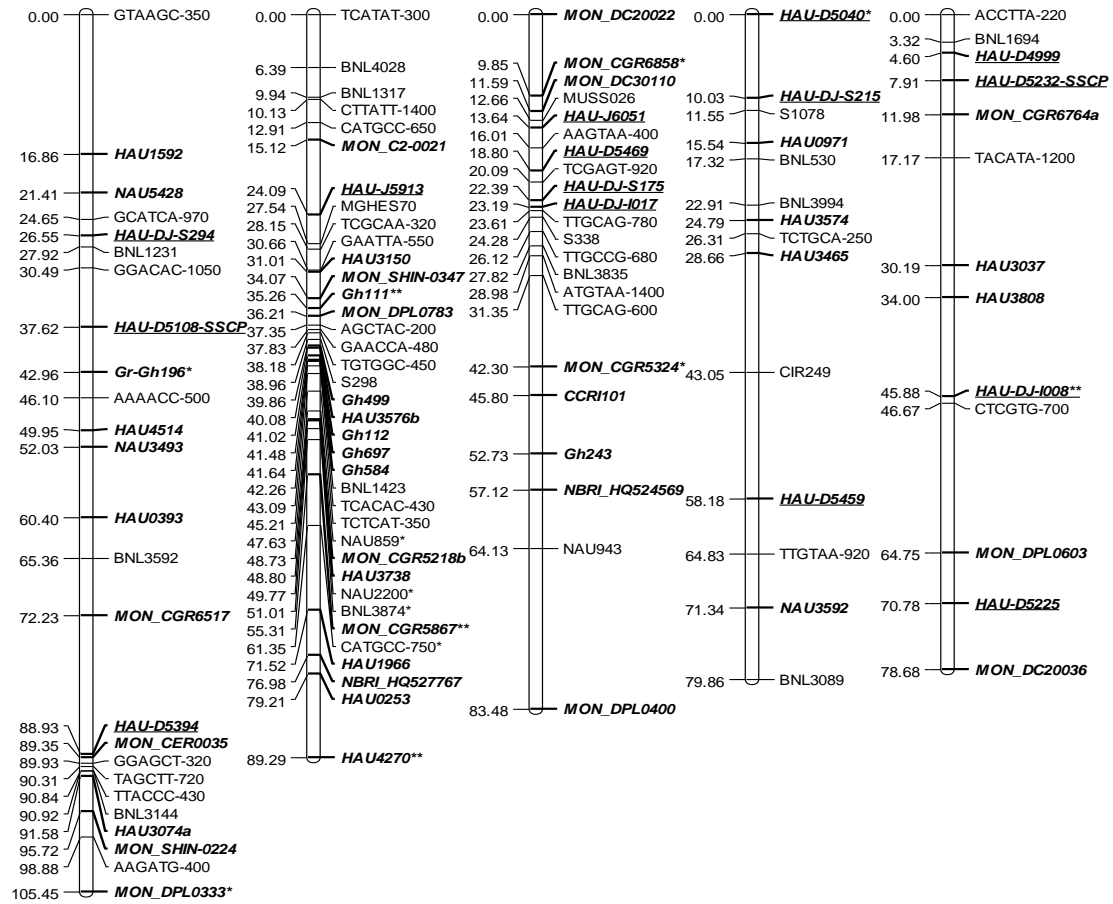 0.00 GTAAGC-350
16.86 HAU1592
21.41 NAU5428
24.65 GCATCA-970
26.55 HAU-DJ-S294
27.92 BNL1231
30.49 GGACAC-1050
37.62 HAU-D5108-SSCP
42.96 Gr-Gh196*
46.10 AAAACC-500
49.95 HAU4514
52.03 NAU3493
60.40 HAU0393
65.36 BNL3592
72.23 MON_CGR6517
88.93 HAU-D5394
89.35 MON_CER0035
89.93 GGAGCT-320
90.31 TAGCTT-720
90.84 TTACCC-430
90.92 BNL3144
91.58 HAU3074a
95.72 MON_SHIN-0224
98.88 AAGATG-400
105.45 MON_DPL0333*
0.00 TCATAT-300
6.39 BNL4028
9.94 BNL1317
10.13 CTTATT-1400
12.91 CATGCC-650
15.12 MON_C2-0021
24.09 HAU-J5913
27.54 MGHES70
28.15 TCGCAA-320
30.66 GAATTA-550
31.01 HAU3150
34.07 MON_SHIN-0347
35.26 Gh111**
36.21 MON_DPL0783
37.35 AGCTAC-200
37.83 GAACCA-480
38.18 TGTGGC-450
38.96 S298
39.86 Gh499
40.08 HAU3576b
41.02 Gh112
41.48 Gh697
41.64 Gh584
42.26 BNL1423
43.09 TCACAC-430
45.21 TCTCAT-350
47.63 NAU859*
48.73 MON_CGR5218b
48.80 HAU3738
49.77 NAU2200*
51.01 BNL3874*
55.31 MON_CGR5867**
61.35 CATGCC-750*
71.52 HAU1966
76.98 NBRI_HQ527767
79.21 HAU0253
89.29 HAU4270**
0.00 MON_DC20022
9.85 MON_CGR6858*
11.59 MON_DC30110
12.66 MUSS026
13.64 HAU-J6051
16.01 AAGTAA-400
18.80 HAU-D5469
20.09 TCGAGT-920
22.39 HAU-DJ-S175
23.19 HAU-DJ-I017
23.61 TTGCAG-780
24.28 S338
26.12 TTGCCG-680
27.82 BNL3835
28.98 ATGTAA-1400
31.35 TTGCAG-600
42.30 MON_CGR5324*
45.80 CCRI101
52.73 Gh243
57.12 NBRI_HQ524569
64.13 NAU943
83.48 MON_DPL0400
0.00 HAU-D5040*
10.03 HAU-DJ-S215
11.55 S1078
15.54 HAU0971
17.32 BNL530
22.91 BNL3994
24.79 HAU3574
26.31 TCTGCA-250
28.66 HAU3465
43.05 CIR249
58.18 HAU-D5459
64.83 TTGTAA-920
71.34 NAU3592
79.86 BNL3089
0.00 ACCTTA-220
3.32 BNL1694
4.60 HAU-D4999
7.91 HAU-D5232-SSCP
11.98 MON_CGR6764a
17.17 TACATA-1200
30.19 HAU3037
34.00 HAU3808
45.88 HAU-DJ-I008**
46.67 CTCGTG-700
64.75 MON_DPL0603
70.78 HAU-D5225
78.68 MON_DC20036